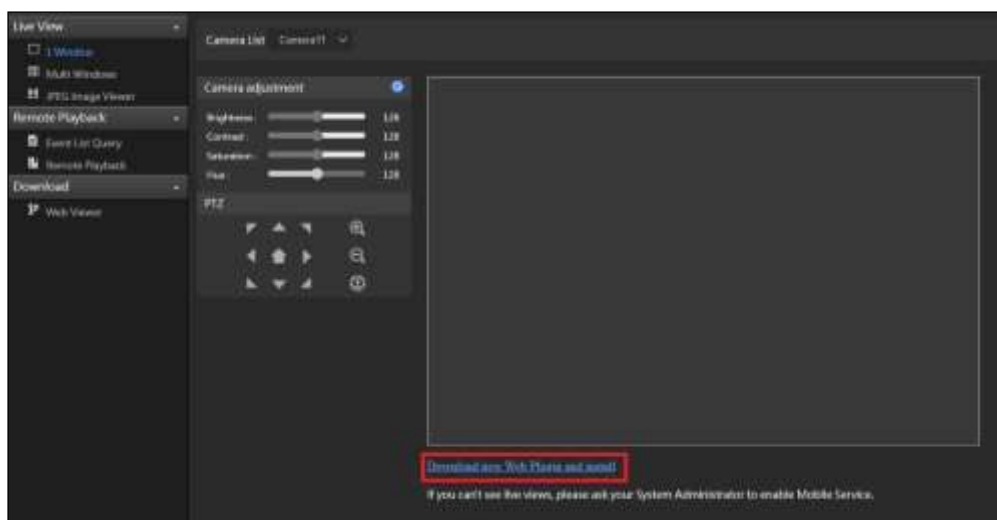 Live View
1 Window
Multi Windows
JPEG Image Viewer
Remote Playback
Event List Query
Remote Playback
Download
Web Viewer
Camera List Camera11
Camera adjustment
Brightness: 128
Contrast: 128
Saturation: 128
Hue: 128
PTZ
Download new Web Plugin and install
If you can't see live views, please ask your System Administrator to enable Mobile Service.